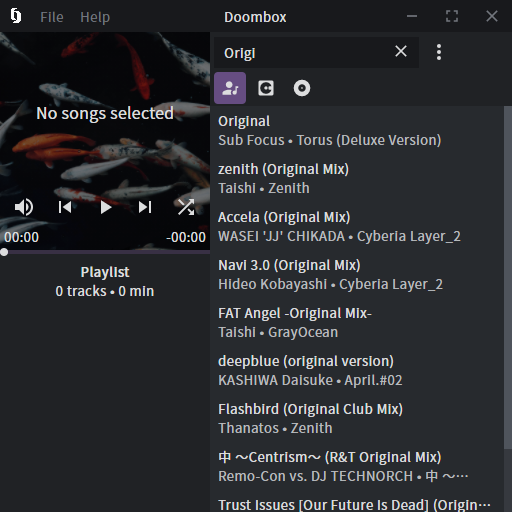 File Help Doombox
Origi
No songs selected
00:00 -00:00
Playlist
0 tracks • 0 min
Original
Sub Focus • Torus (Deluxe Version)
zenith (Original Mix)
Taishi • Zenith
Accela (Original Mix)
WASEI 'JJ' CHIKADA • Cyberia Layer_2
Navi 3.0 (Original Mix)
Hideo Kobayashi • Cyberia Layer_2
FAT Angel -Original Mix-
Taishi • GrayOcean
deepblue (original version)
KASHIWA Daisuke • April.#02
Flashbird (Original Club Mix)
Thanatos • Zenith
中 ～Centrism～ (R&T Original Mix)
Remo-Con vs. DJ TECHNORCH • 中 ～…
Trust Issues [Our Future Is Dead] (Origin…